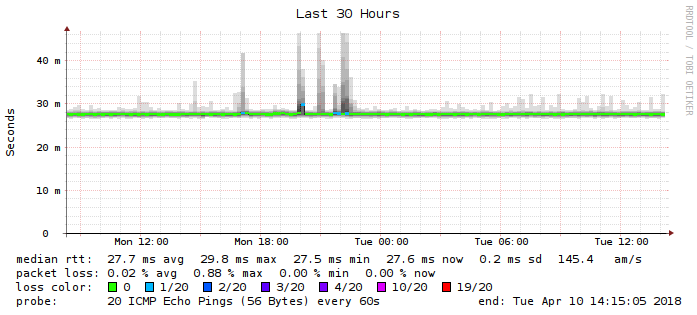 Last 30 Hours
RRDTOOL / TOBI OETIKER
Seconds
40 m
30 m
20 m
10 m
0
Mon 12:00 Mon 18:00 Tue 00:00 Tue 06:00 Tue 12:00
median rtt: 27.7 ms avg 29.8 ms max 27.5 ms min 27.6 ms now 0.2 ms sd 145.4 am/s
packet loss: 0.02 % avg 0.88 % max 0.00 % min 0.00 % now
loss color: 0 1/20 2/20 3/20 4/20 10/20 19/20
probe: 20 ICMP Echo Pings (56 Bytes) every 60s end: Tue Apr 10 14:15:05 2018